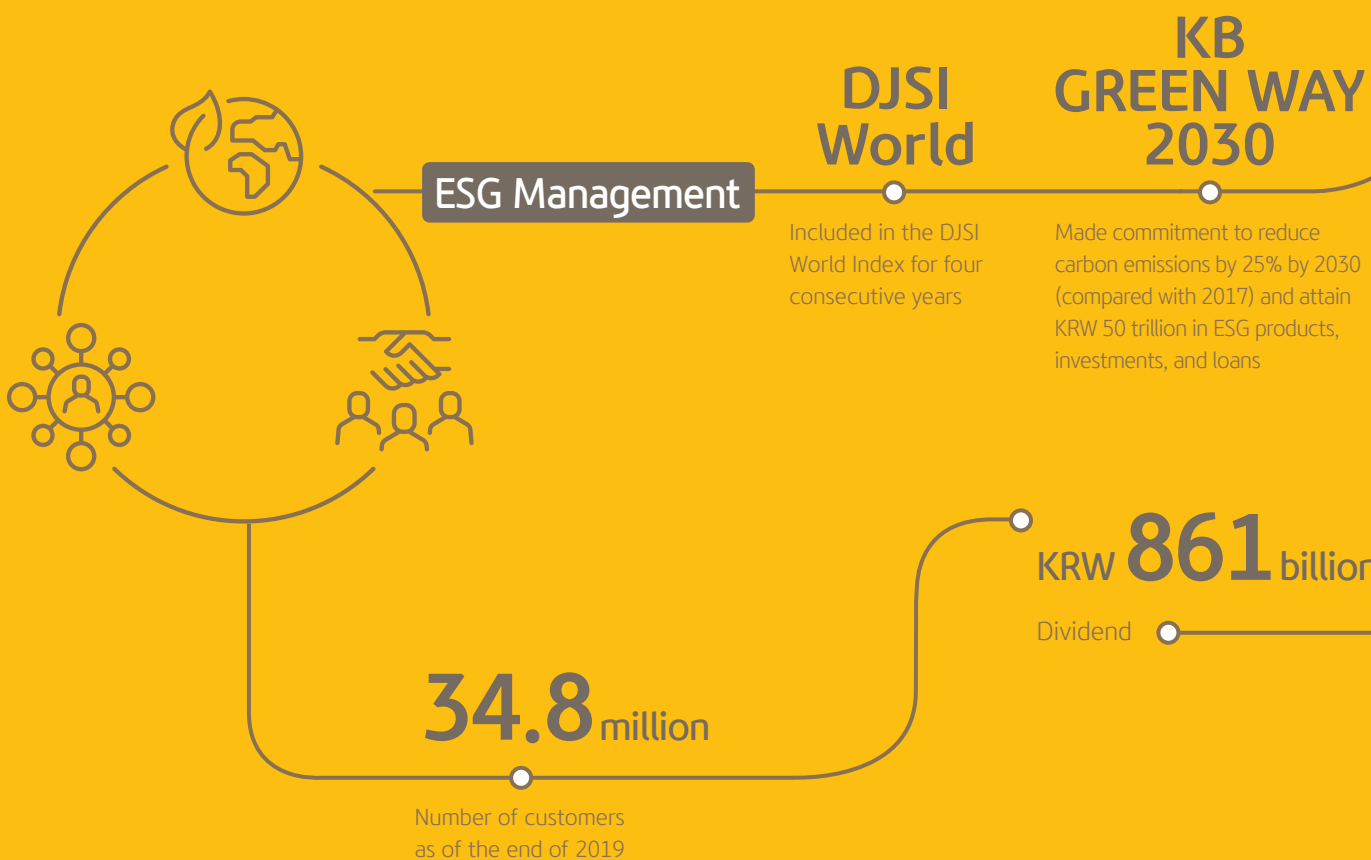 ESG Management
DJSI
World
Included in the DJSI
World Index for four
consecutive years
KB
GREEN WAY
2030
Made commitment to reduce
carbon emissions by 25% by 2030
(compared with 2017) and attain
KRW 50 trillion in ESG products,
investments, and loans
KRW 861 billion
Dividend
34.8 million
Number of customers
as of the end of 2019